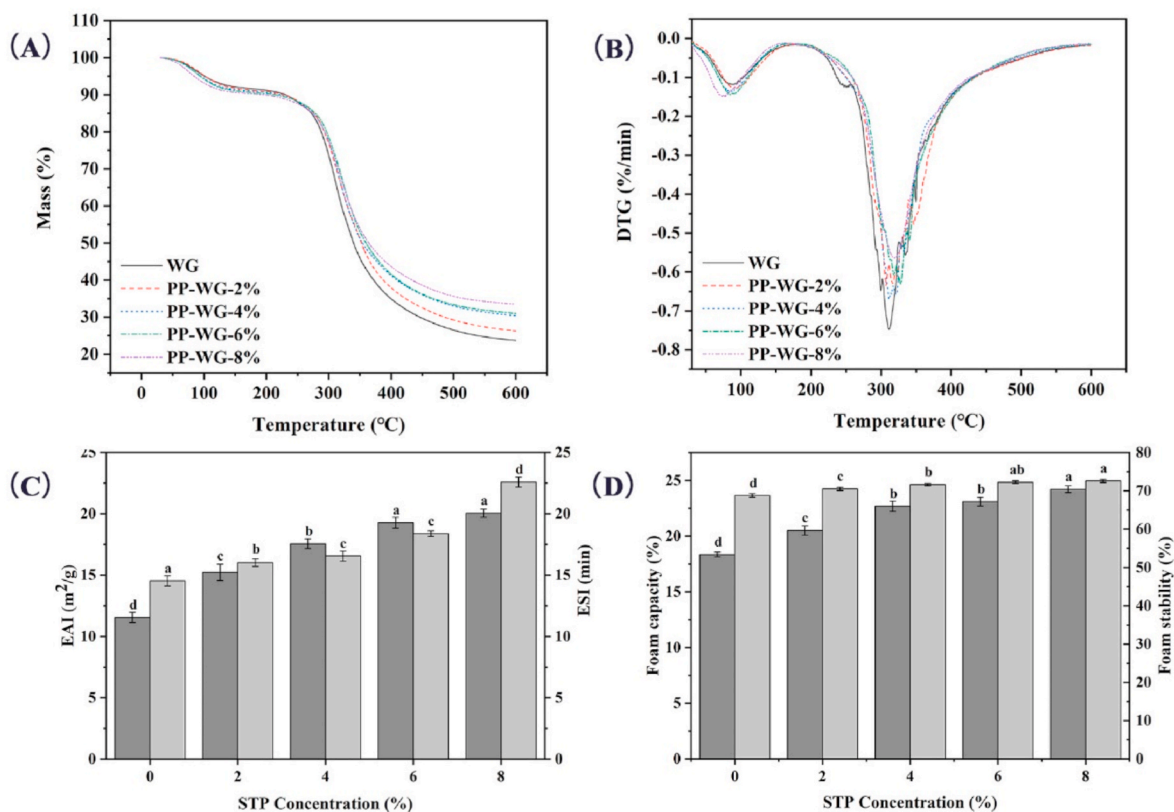 (A)
110
100
90
80
70
60
50
40
30
20
Mass (%)
WG
PP-WG-2%
PP-WG-4%
PP-WG-6%
PP-WG-8%
0 100 200 300 400 500 600
Temperature (°C)
(B)
0.0
-0.1
-0.2
-0.3
-0.4
-0.5
-0.6
-0.7
-0.8
DTG (%/min)
WG
PP-WG-2%
PP-WG-4%
PP-WG-6%
PP-WG-8%
100 200 300 400 500 600
Temperature (°C)
(C)
25
20
15
10
5
0
EAI (m²/g)
d a c b b c a c a d
25
20
15
10
5
0
ESI (min)
0 2 4 6 8
STP Concentration (%)
(D)
25
20
15
10
5
0
Foam capacity (%)
d d c c b b b ab a a
80
70
60
50
40
30
20
10
0
Foam stability (%)
0 2 4 6 8
STP Concentration (%)